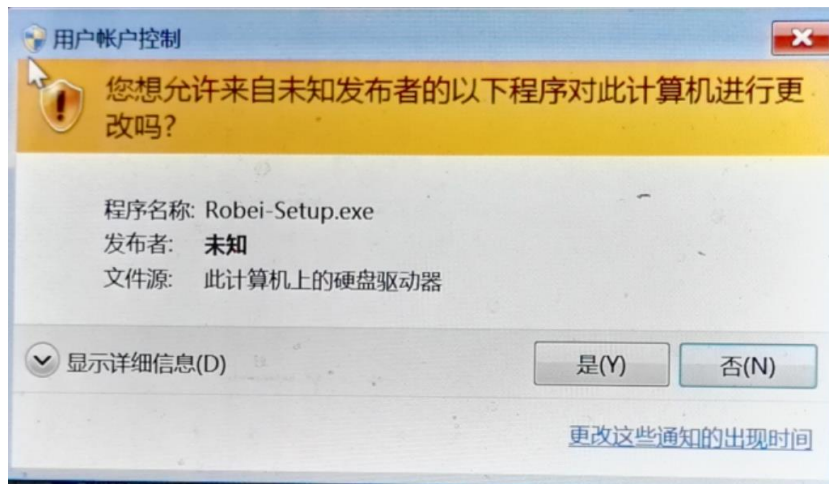 用户帐户控制
您想允许来自未知发布者的以下程序对此计算机进行更
改吗?
程序名称: Robei-Setup.exe
发布者: 未知
文件源: 此计算机上的硬盘驱动器
显示详细信息(D)
是(Y)
否(N)
更改这些通知的出现时间